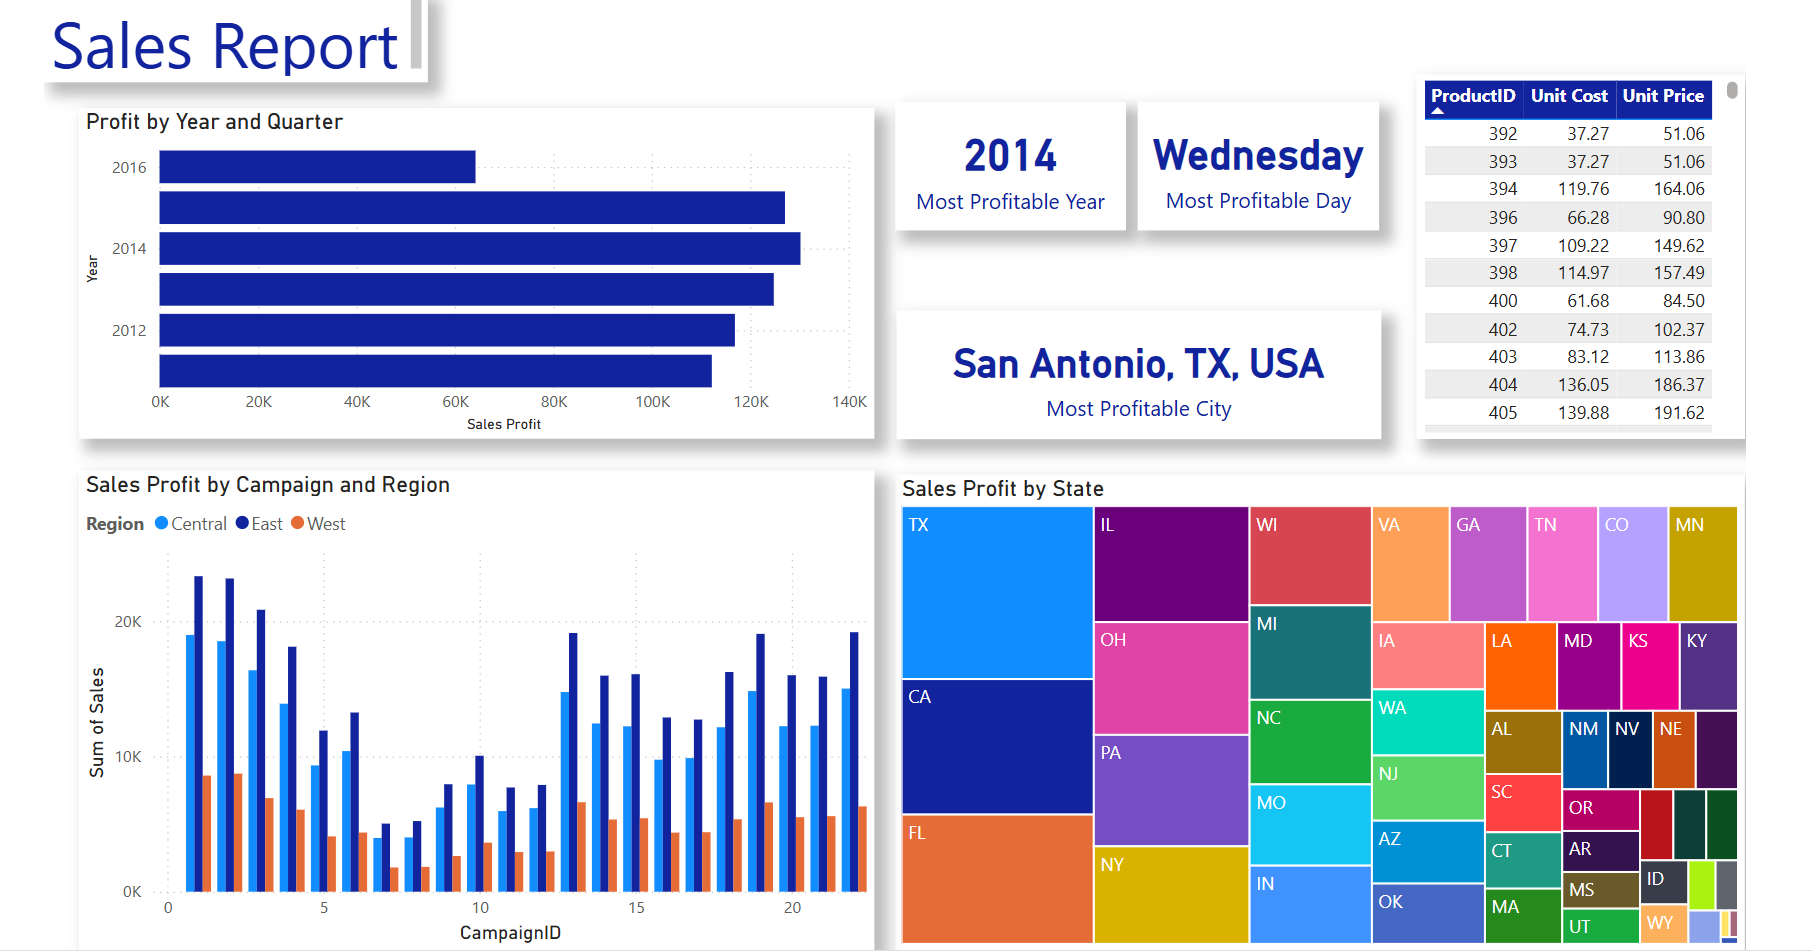 Sales Report
Profit by Year and Quarter
2016
2014
2012
Year
0K 20K 40K 60K 80K 100K 120K 140K
Sales Profit
2014
Most Profitable Year
Wednesday
Most Profitable Day
San Antonio, TX, USA
Most Profitable City
ProductID Unit Cost Unit Price
392 37.27 51.06
393 37.27 51.06
394 119.76 164.06
396 66.28 90.80
397 109.22 149.62
398 114.97 157.49
400 61.68 84.50
402 74.73 102.37
403 83.12 113.86
404 136.05 186.37
405 139.88 191.62
Sales Profit by Campaign and Region
Region Central East West
20K
10K
0K
Sum of Sales
0 5 10 15 20
CampaignID
Sales Profit by State
TX
CA
FL
IL
OH
PA
NY
WI
MI
NC
MO
IN
VA
GA
TN
CO
MN
IA
WA
NJ
AZ
OK
LA
MD
KS
KY
AL
SC
CT
MA
NM
NV
NE
OR
AR
MS
UT
ID
WY